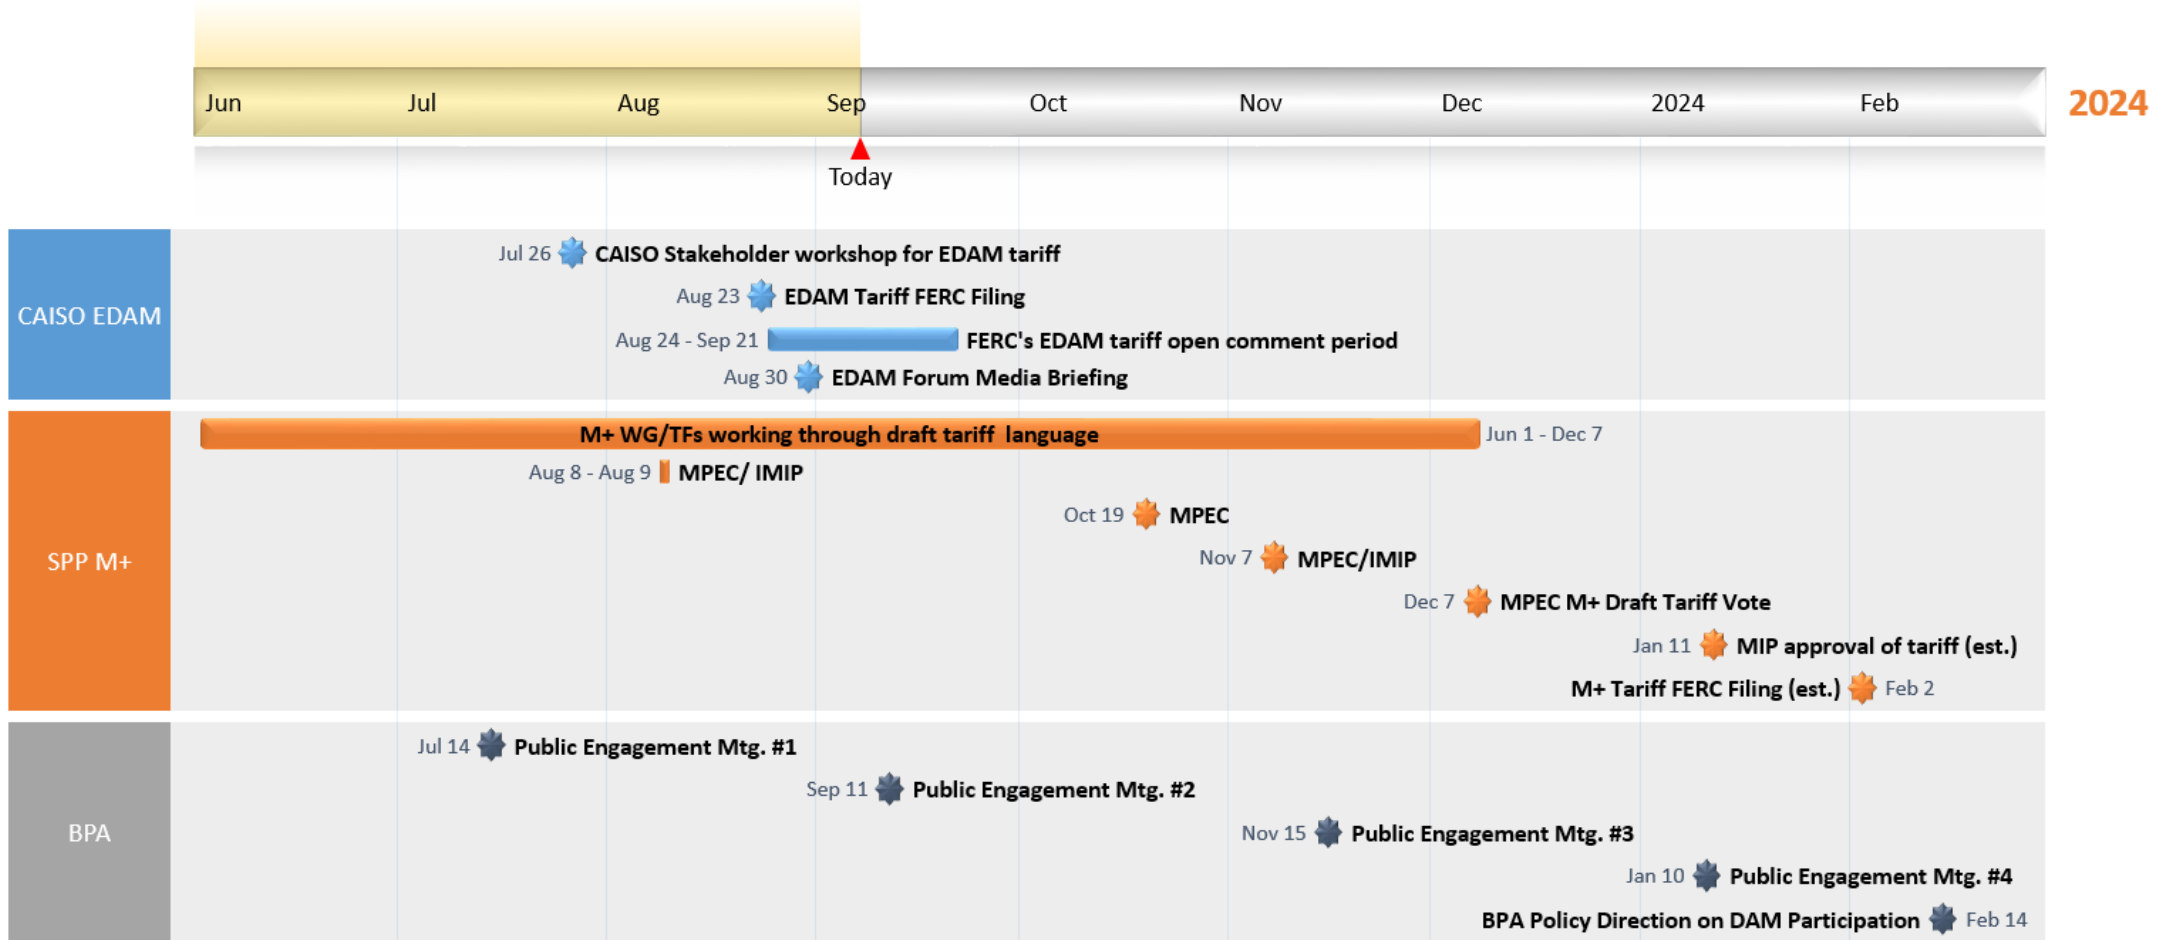 Jun Jul Aug Sep Oct Nov Dec 2024 Feb 2024
Today
CAISO EDAM
Jul 26 CAISO Stakeholder workshop for EDAM tariff
Aug 23 EDAM Tariff FERC Filing
Aug 24 - Sep 21 FERC's EDAM tariff open comment period
Aug 30 EDAM Forum Media Briefing
SPP M+
M+ WG/TFs working through draft tariff language Jun 1 - Dec 7
Aug 8 - Aug 9 MPEC/ IMIP
Oct 19 MPEC
Nov 7 MPEC/IMIP
Dec 7 MPEC M+ Draft Tariff Vote
Jan 11 MIP approval of tariff (est.)
M+ Tariff FERC Filing (est.) Feb 2
BPA
Jul 14 Public Engagement Mtg. #1
Sep 11 Public Engagement Mtg. #2
Nov 15 Public Engagement Mtg. #3
Jan 10 Public Engagement Mtg. #4
BPA Policy Direction on DAM Participation Feb 14